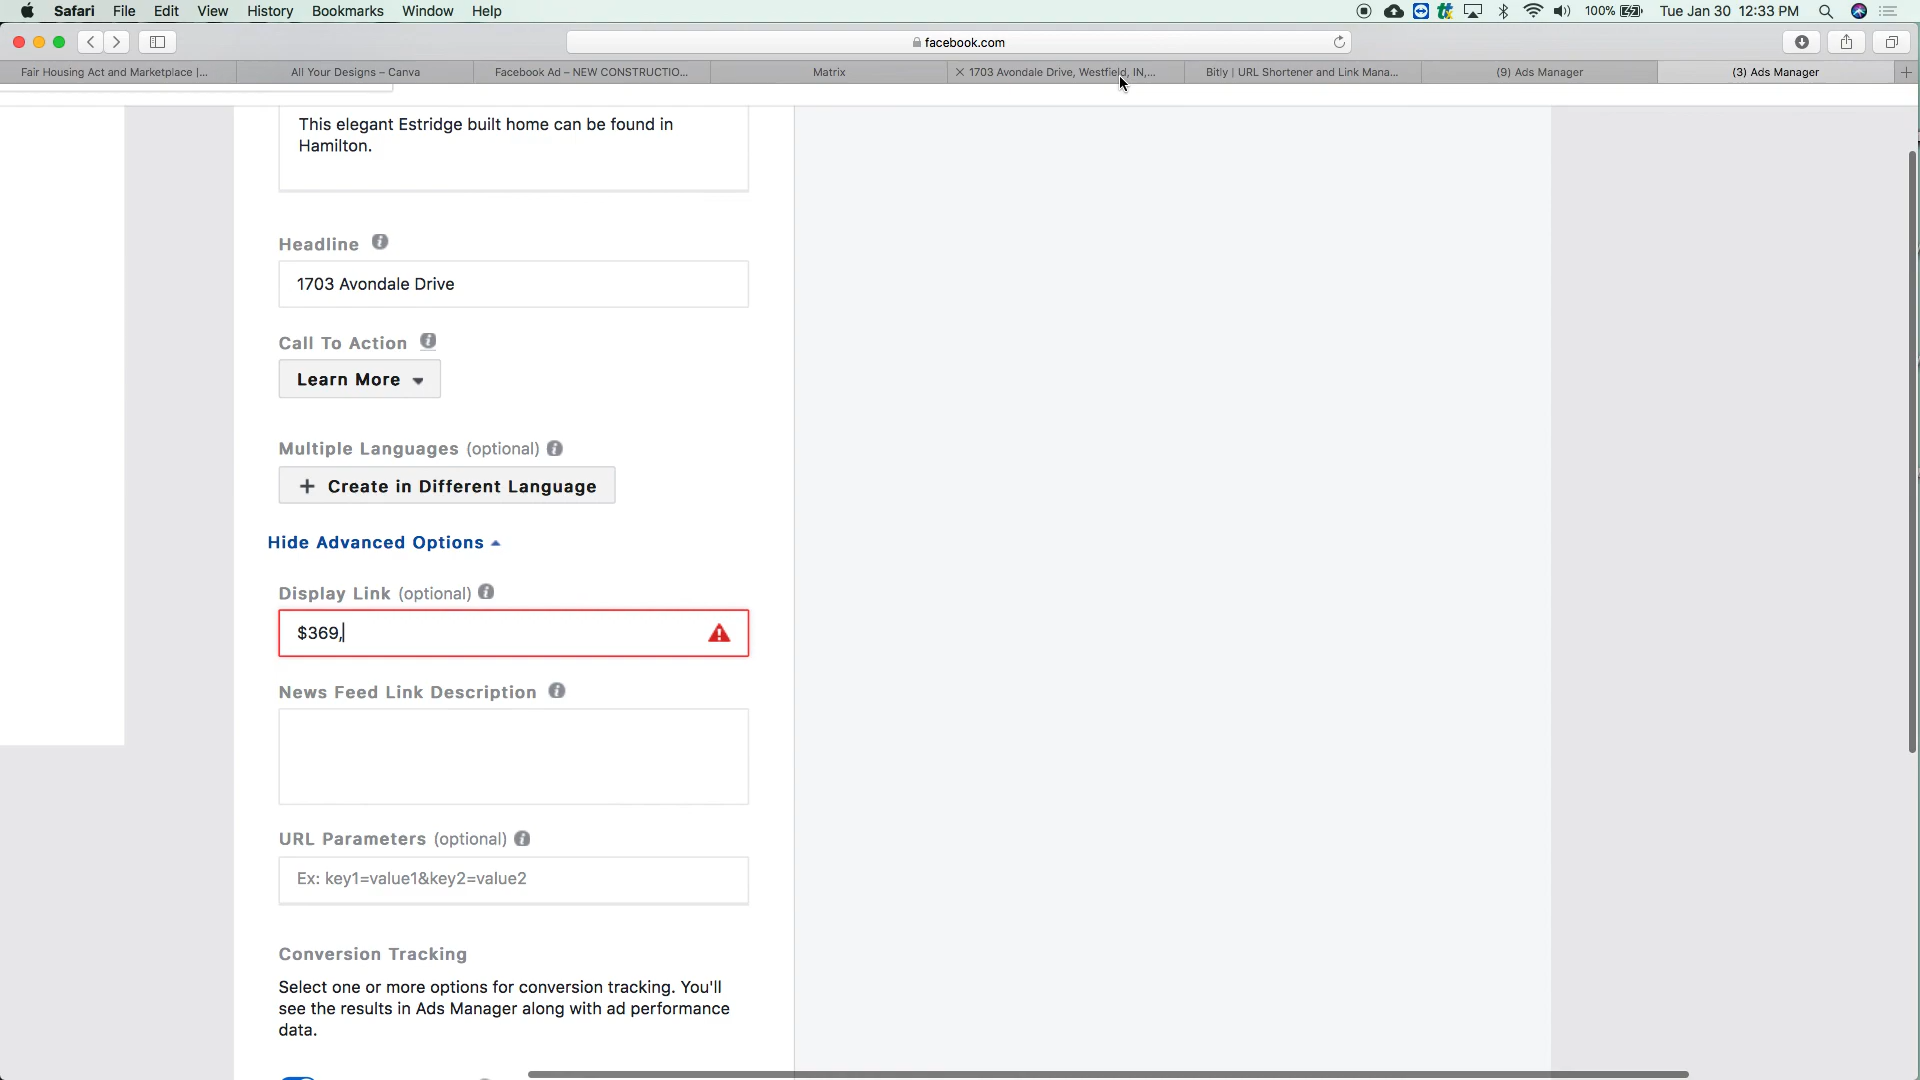 Safari File Edit View History Bookmarks Window Help 100% Tue Jan 30 12:33 PM
facebook.com
Fair Housing Act and Marketplace |... All Your Designs – Canva Facebook Ad – NEW CONSTRUCTIO... Matrix 1703 Avondale Drive, Westfield, IN,... Bitly | URL Shortener and Link Mana... (9) Ads Manager (3) Ads Manager
This elegant Estridge built home can be found in
Hamilton.
Headline
1703 Avondale Drive
Call To Action
Learn More
Multiple Languages (optional)
+ Create in Different Language
Hide Advanced Options
Display Link (optional)
$369,
News Feed Link Description
URL Parameters (optional)
Ex: key1=value1&key2=value2
Conversion Tracking
Select one or more options for conversion tracking. You'll
see the results in Ads Manager along with ad performance
data.